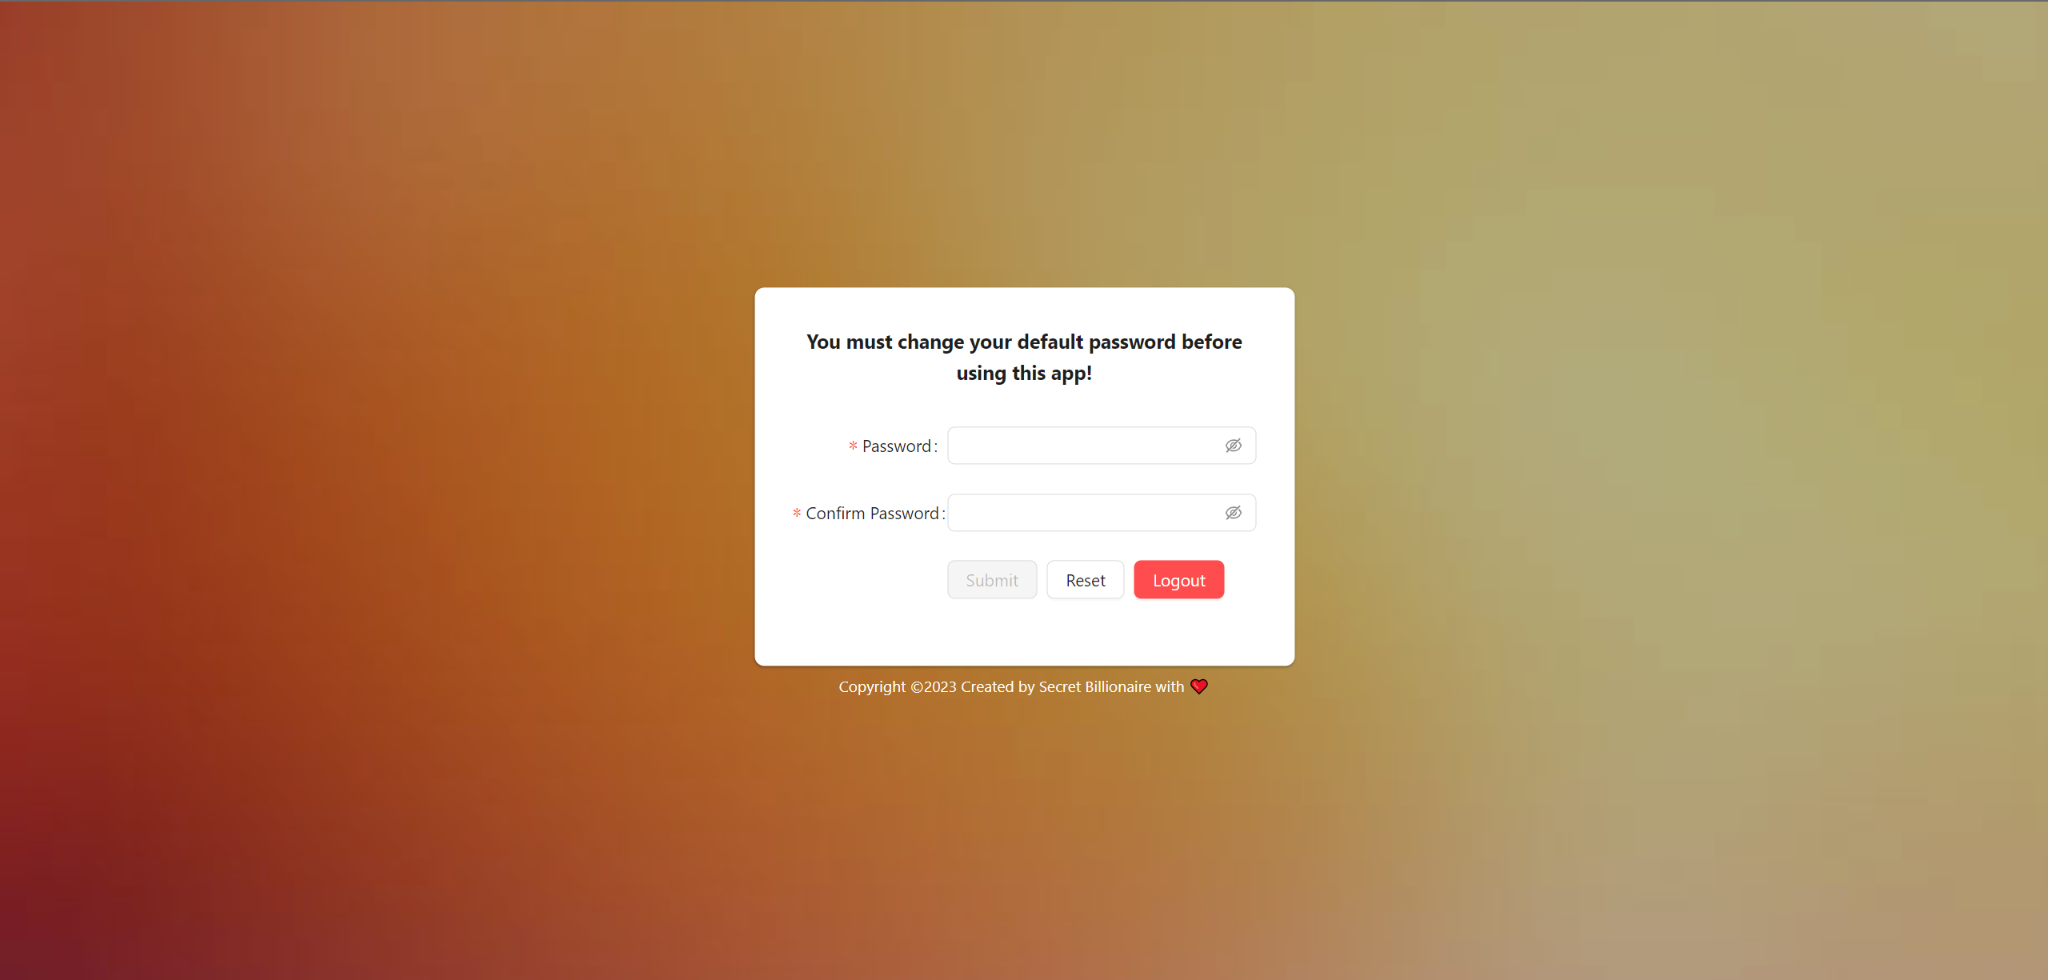 You must change your default password before
using this app!
* Password:
* Confirm Password:
Submit Reset Logout
Copyright ©2023 Created by Secret Billionaire with ❤️